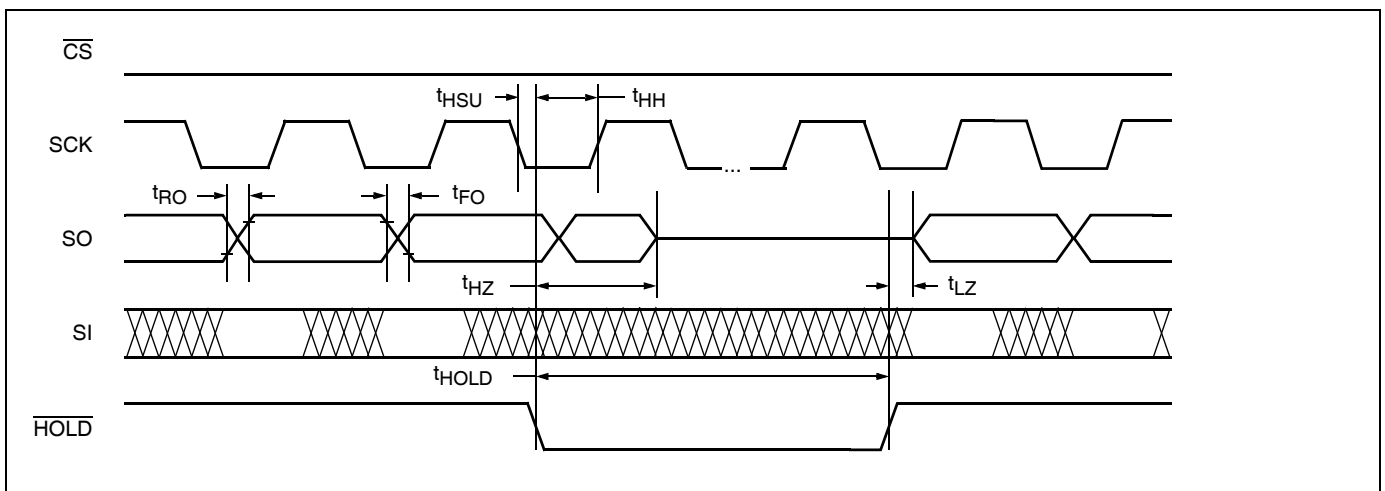 CS
tHSU
tHH
SCK
...
tRO
tFO
SO
tHZ
tLZ
SI
tHOLD
HOLD